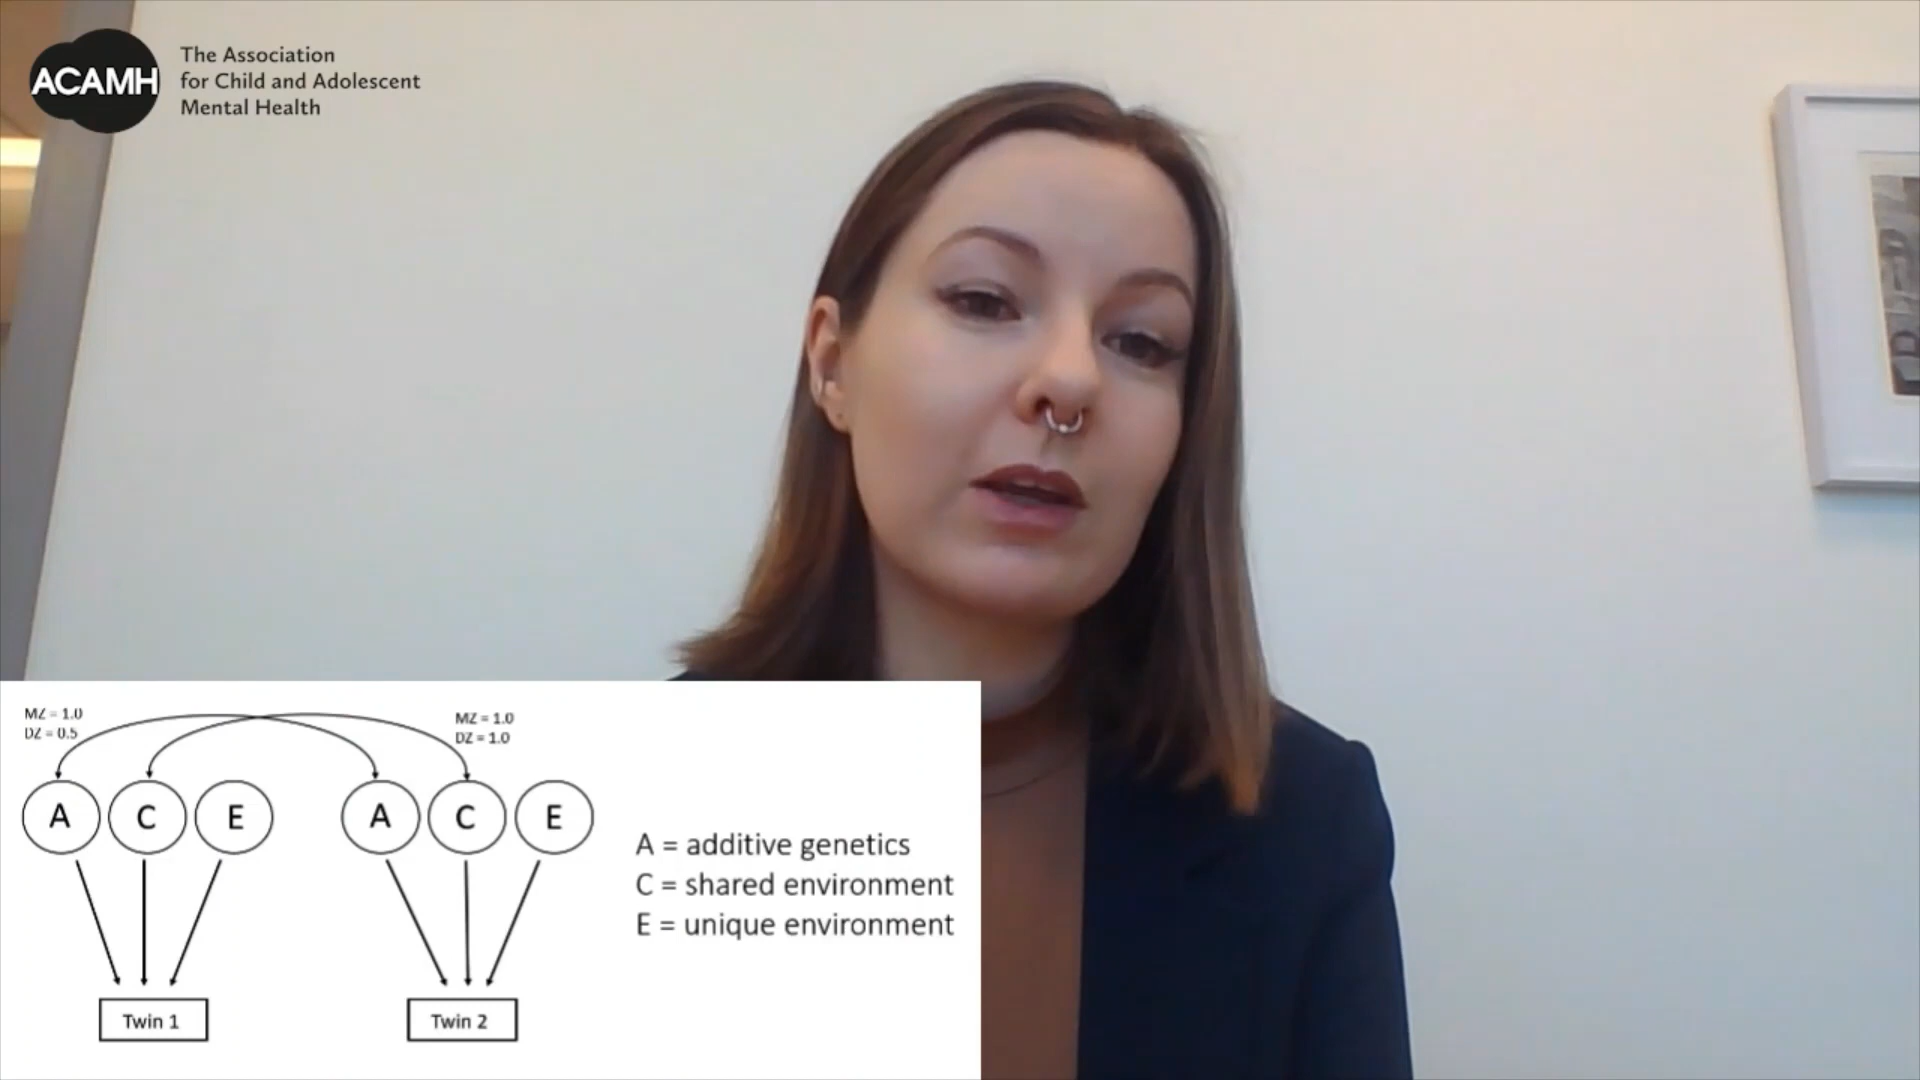 ACAMH
The Association
for Child and Adolescent
Mental Health
MZ = 1.0
DZ = 0.5
MZ = 1.0
DZ = 1.0
A
C
E
A
C
E
A = additive genetics
C = shared environment
E = unique environment
Twin 1
Twin 2